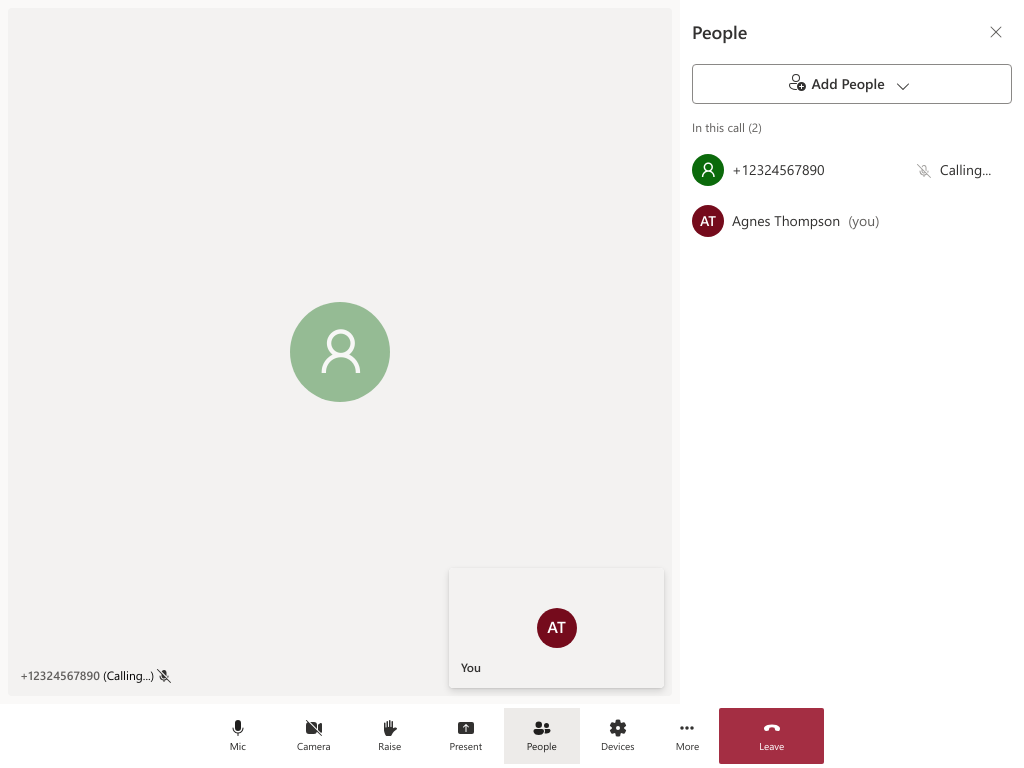 People
Add People
In this call (2)
+12324567890 Calling...
AT Agnes Thompson (you)
AT
You
+12324567890 (Calling...)
Mic Camera Raise Present People Devices More Leave